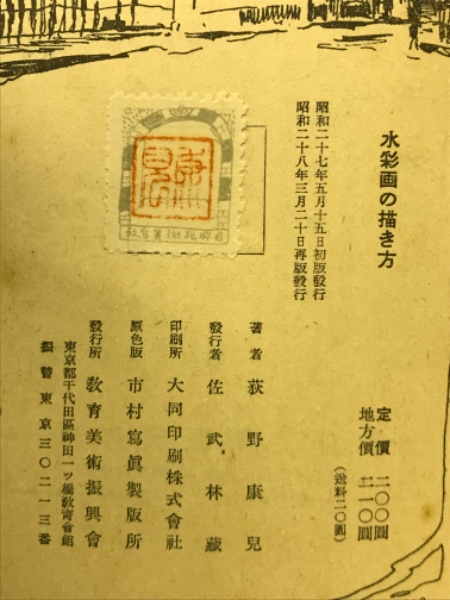 水彩画の描き方
昭和二十七年五月十五日初版發行
昭和二十八年三月二十日再版發行
定價 二〇〇圓
地方價 二一〇圓
(送料二〇圓)
著者 荻野康兒
發行者 佐武林藏
印刷所 大同印刷株式會社
原色版 市村寫眞製版所
發行所 教育美術振興會
東京都千代田區神田一ツ橋教育會館
振替東京三〇二一三番